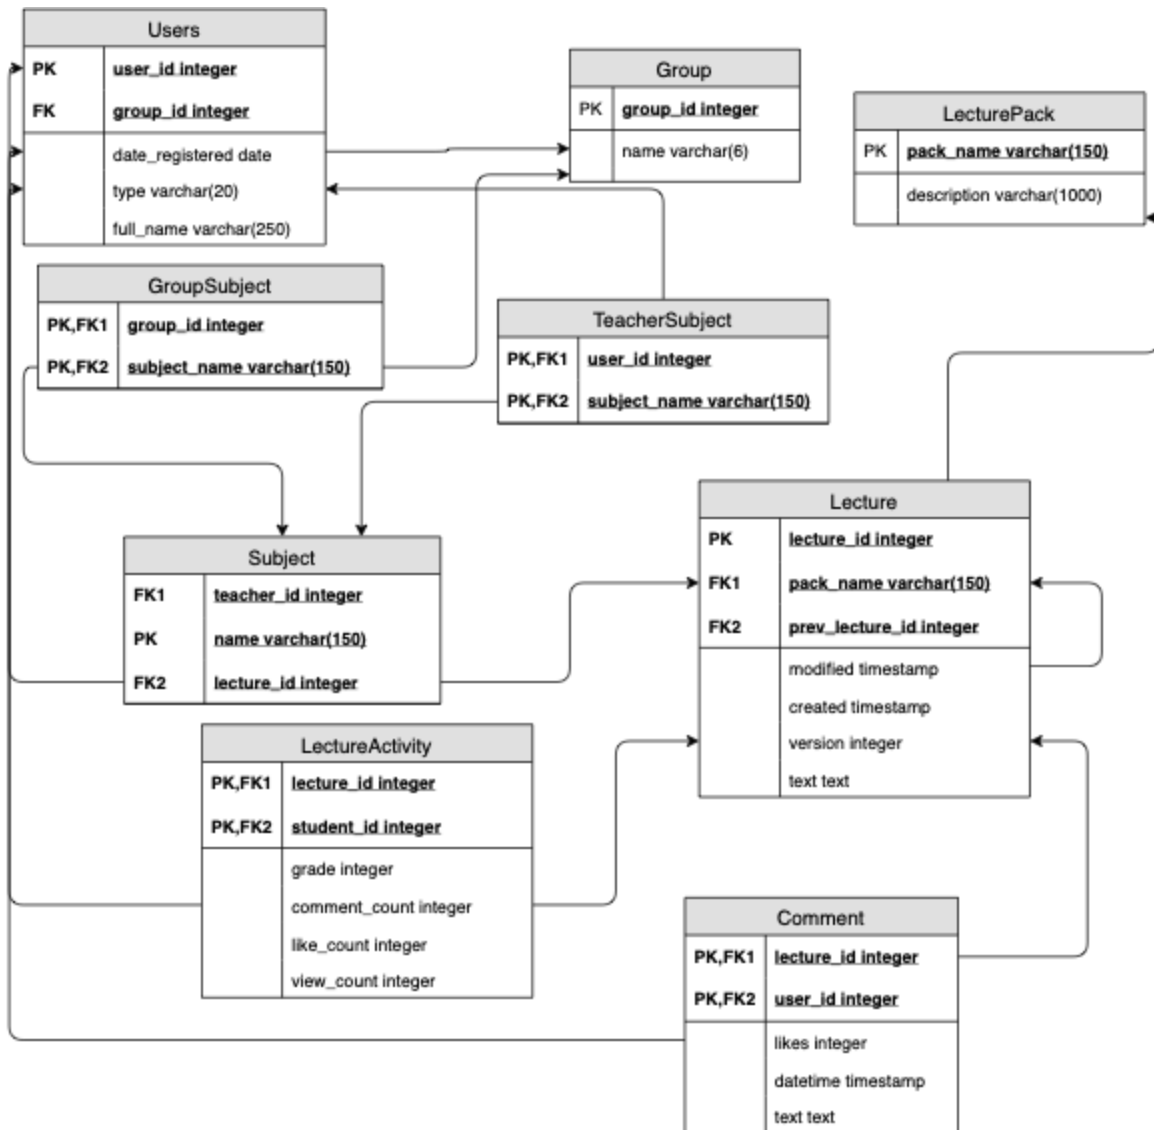 Users
PK user_id integer
FK group_id integer
date_registered date
type varchar(20)
full_name varchar(250)
Group
PK group_id integer
name varchar(6)
LecturePack
PK pack_name varchar(150)
description varchar(1000)
GroupSubject
PK,FK1 group_id integer
PK,FK2 subject_name varchar(150)
TeacherSubject
PK,FK1 user_id integer
PK,FK2 subject_name varchar(150)
Subject
FK1 teacher_id integer
PK name varchar(150)
FK2 lecture_id integer
Lecture
PK lecture_id integer
FK1 pack_name varchar(150)
FK2 prev_lecture_id integer
modified timestamp
created timestamp
version integer
text text
LectureActivity
PK,FK1 lecture_id integer
PK,FK2 student_id integer
grade integer
comment_count integer
like_count integer
view_count integer
Comment
PK,FK1 lecture_id integer
PK,FK2 user_id integer
likes integer
datetime timestamp
text text